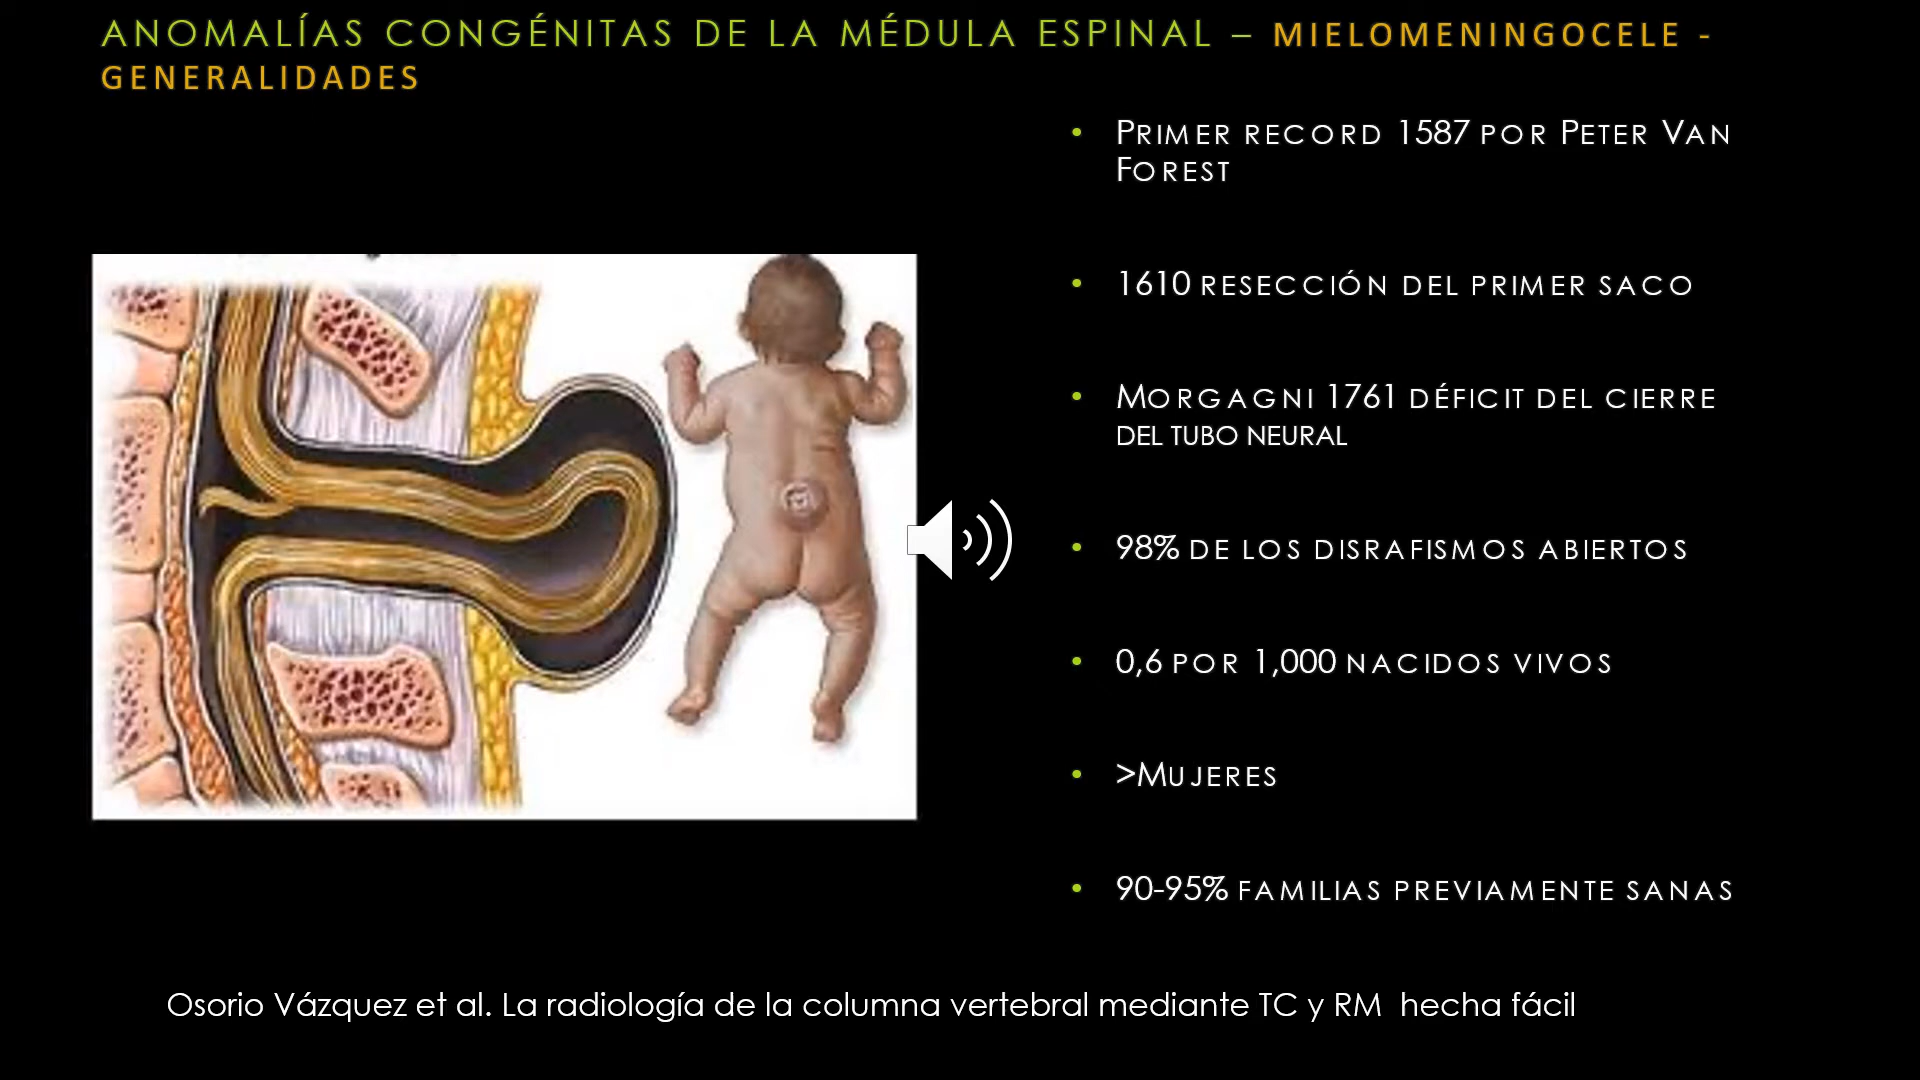 ANOMALÍAS CONGÉNITAS DE LA MÉDULA ESPINAL – MIELOMENINGOCELE -
GENERALIDADES
• PRIMER RECORD 1587 POR PETER VAN
FOREST
• 1610 RESECCIÓN DEL PRIMER SACO
• MORGAGNI 1761 DÉFICIT DEL CIERRE
DEL TUBO NEURAL
• 98% DE LOS DISRAFISMOS ABIERTOS
• 0,6 POR 1,000 NACIDOS VIVOS
• >MUJERES
• 90-95% FAMILIAS PREVIAMENTE SANAS
Osorio Vázquez et al. La radiología de la columna vertebral mediante TC y RM hecha fácil